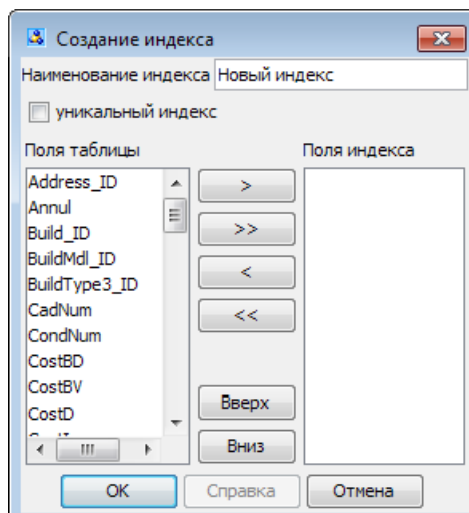 Создание индекса
Наименование индекса Новый индекс
уникальный индекс
Поля таблицы Поля индекса
Address_ID
Annul
Build_ID
BuildMdl_ID
BuildType3_ID
CadNum
CondNum
CostBD
CostBV
CostD
>
>>
<
<<
Вверх
Вниз
OK Справка Отмена